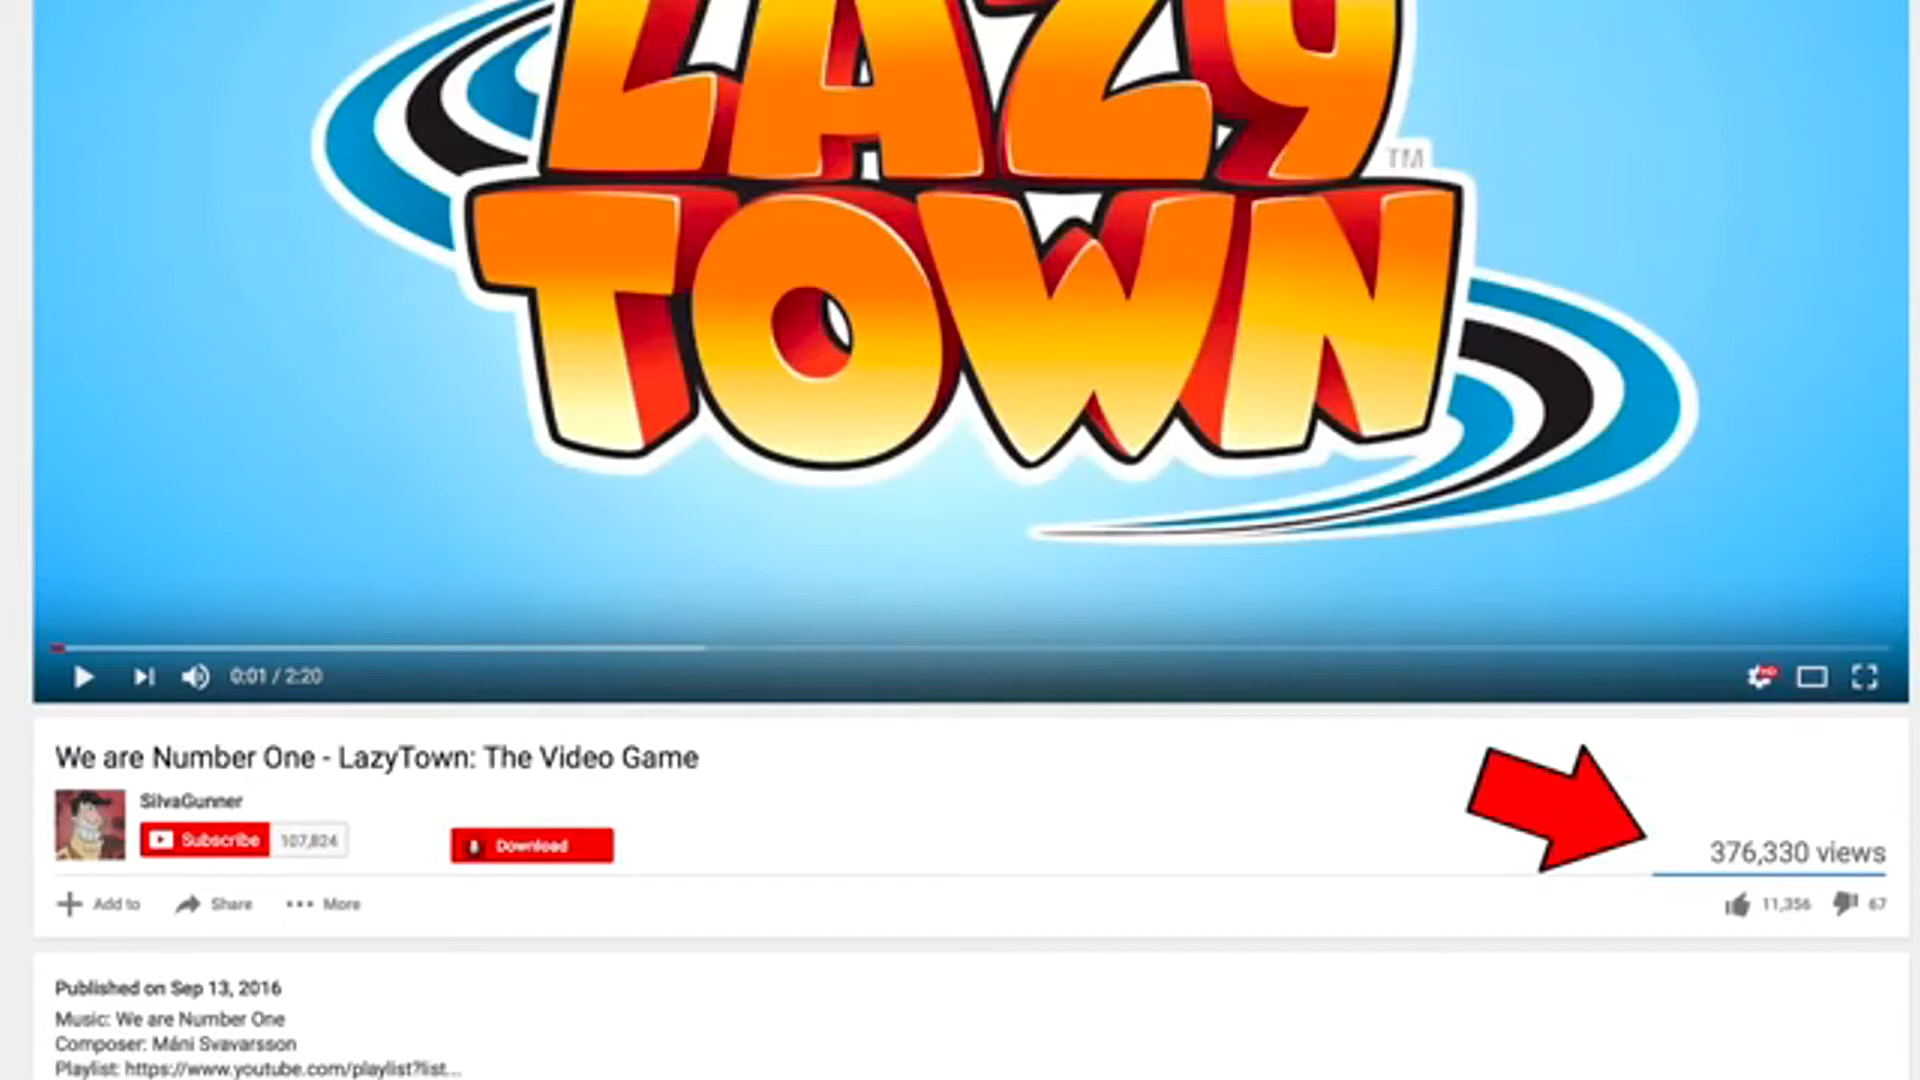 LAZY
TM
TOWN
0:01 / 2:20
HD
We are Number One - LazyTown: The Video Game
SilvaGunner
Subscribe 107,824
Download
376,330 views
Add to Share More
11,356 67
Published on Sep 13, 2016
Music: We are Number One
Composer: Máni Svavarsson
Playlist: https://www.youtube.com/playlist?list...